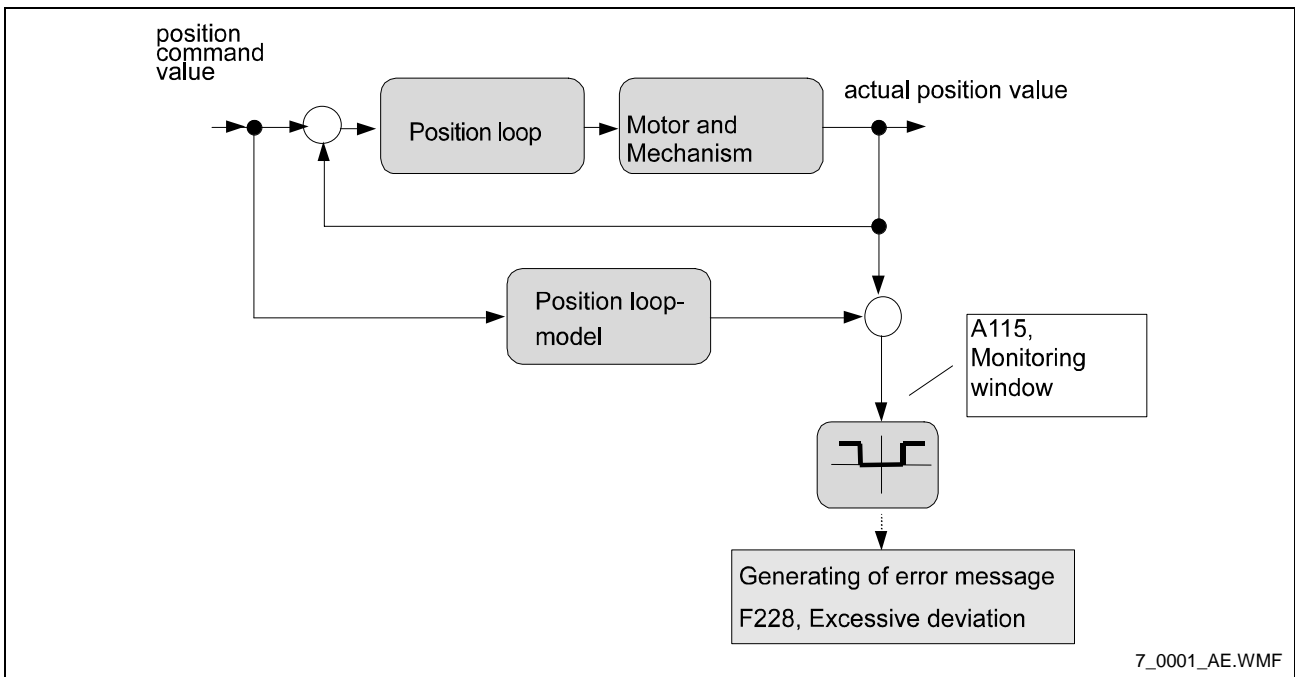 position
command
value
actual position value
Position loop
Motor and
Mechanism
Position loop-
model
A115,
Monitoring
window
Generating of error message
F228, Excessive deviation
7_0001_AE.WMF